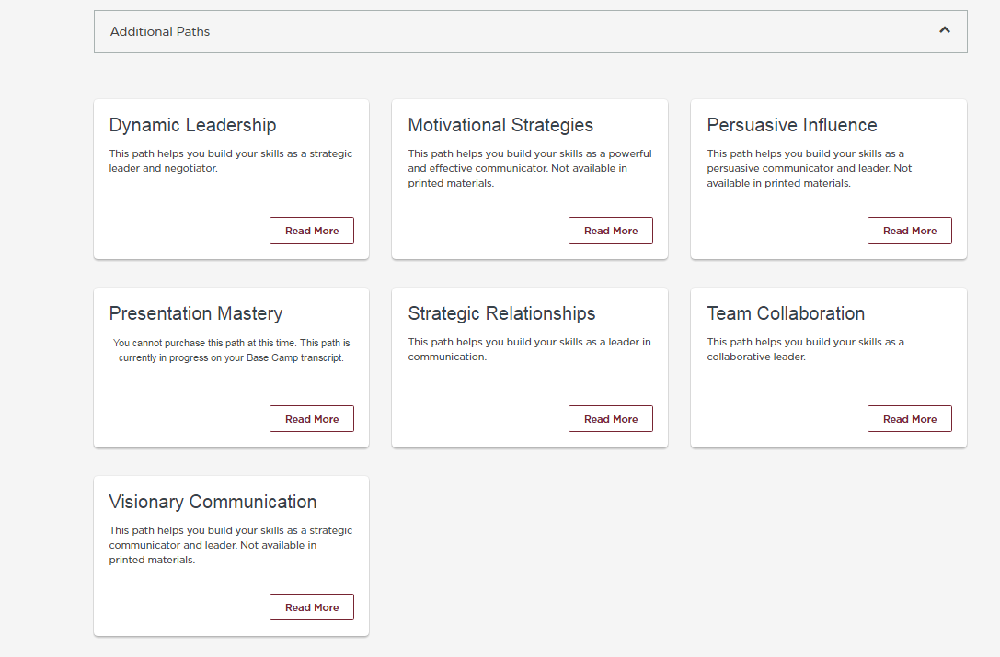 Additional Paths
Dynamic Leadership
This path helps you build your skills as a strategic
leader and negotiator.
Read More
Motivational Strategies
This path helps you build your skills as a powerful
and effective communicator. Not available in
printed materials.
Read More
Persuasive Influence
This path helps you build your skills as a
persuasive communicator and leader. Not
available in printed materials.
Read More
Presentation Mastery
You cannot purchase this path at this time. This path is
currently in progress on your Base Camp transcript.
Read More
Strategic Relationships
This path helps you build your skills as a leader in
communication.
Read More
Team Collaboration
This path helps you build your skills as a
collaborative leader.
Read More
Visionary Communication
This path helps you build your skills as a strategic
communicator and leader. Not available in
printed materials.
Read More